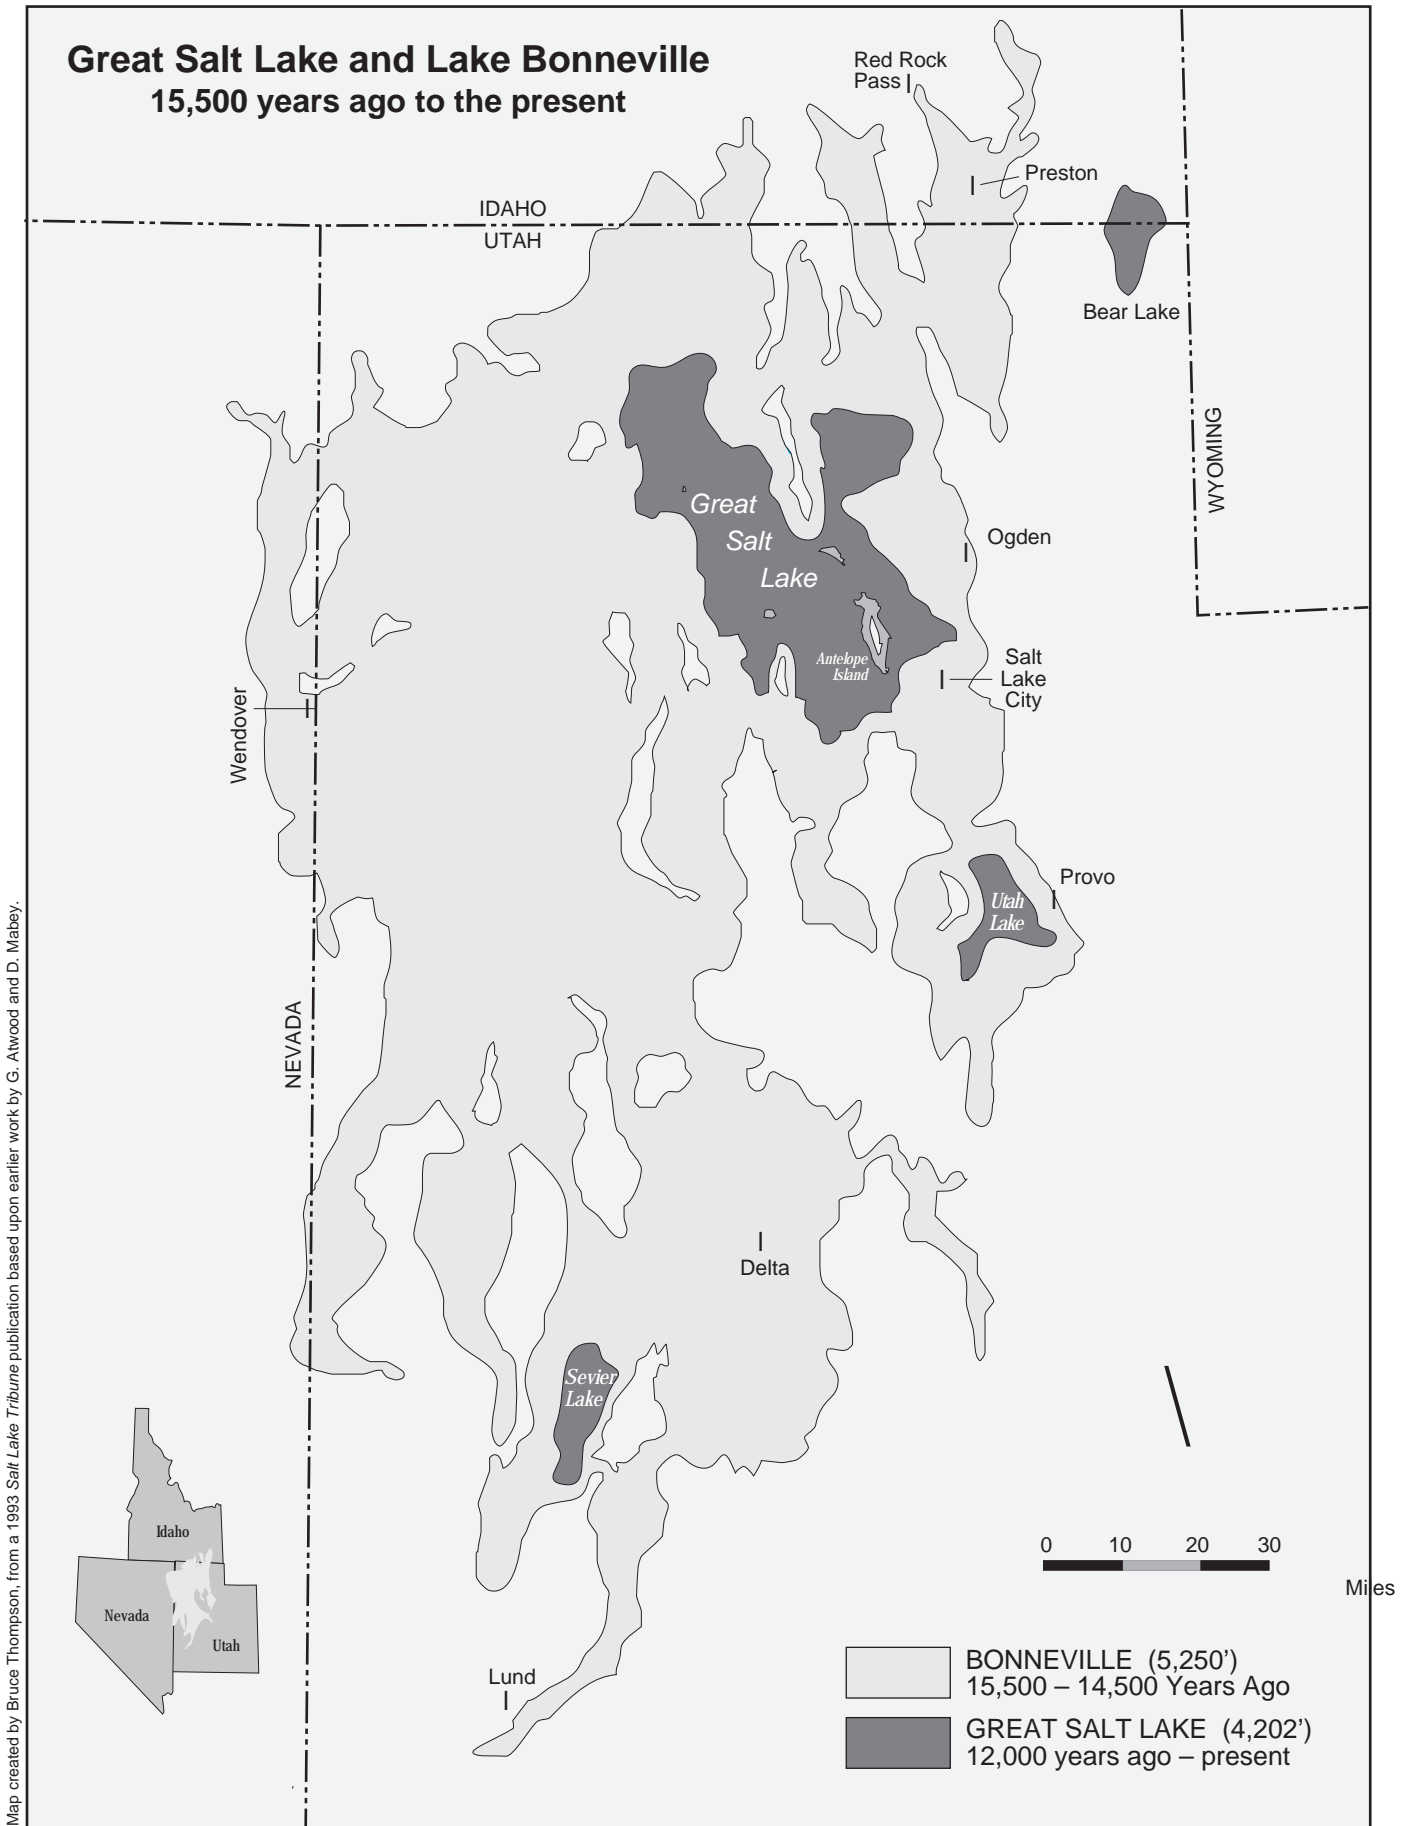 Great Salt Lake and Lake Bonneville
15,500 years ago to the present
Red Rock
Pass
Preston
IDAHO
UTAH
Bear Lake
WYOMING
Great
Salt
Lake
Ogden
Antelope
Island
Salt
Lake
City
Wendover
Provo
Utah
Lake
NEVADA
Delta
Sevier
Lake
Idaho
Nevada
Utah
0 10 20 30
Miles
Lund
BONNEVILLE (5,250’)
15,500 – 14,500 Years Ago
GREAT SALT LAKE (4,202’)
12,000 years ago – present
Map created by Bruce Thompson, from a 1993 Salt Lake Tribune publication based upon earlier work by G. Atwood and D. Mabey.